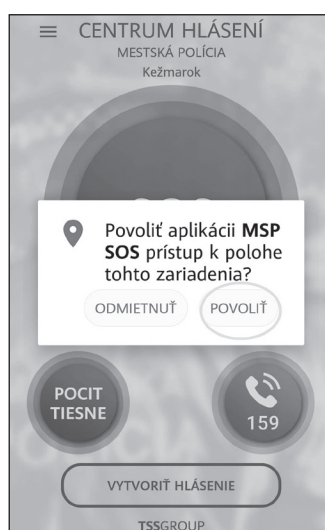 CENTRUM HLÁSENÍ
MESTSKÁ POLÍCIA
Kežmarok
Povoliť aplikácii MSP
SOS prístup k polohe
tohto zariadenia?
ODMIETNUŤ POVOLIŤ
POCIT
TIESNE
159
VYTVORIŤ HLÁSENIE
TSSGROUP